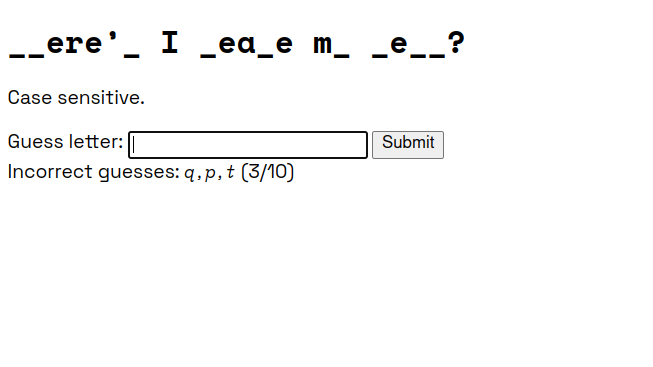 __ere’_ I _ea_e m_ _e__?
Case sensitive.
Guess letter: Submit
Incorrect guesses: q,p,t (3/10)